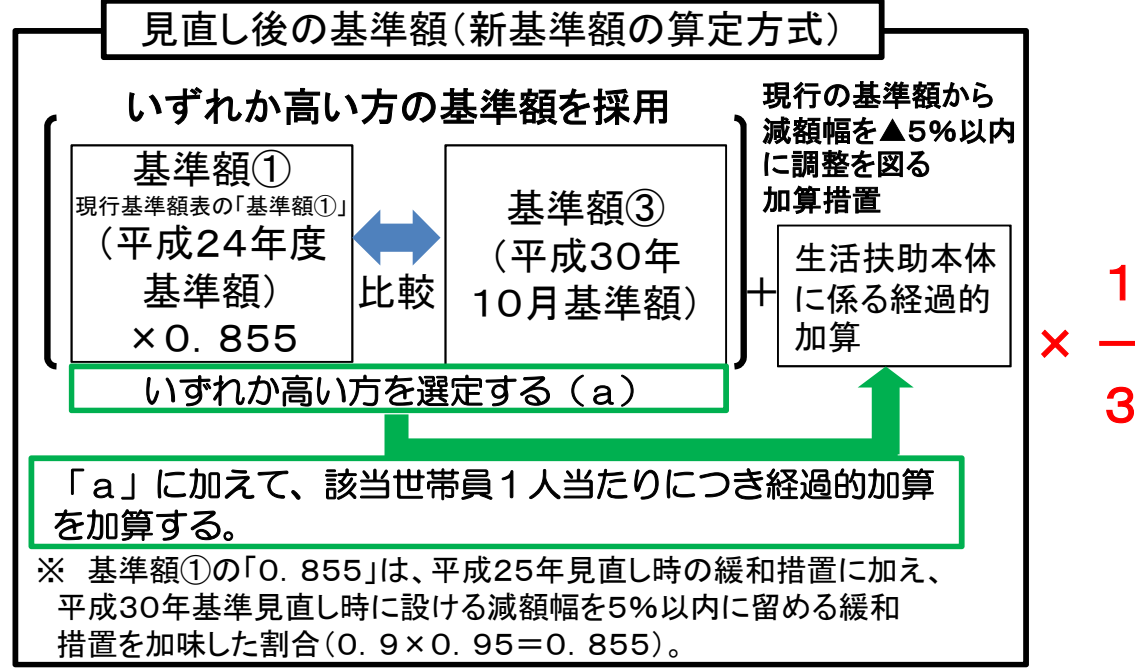 見直し後の基準額(新基準額の算定方式)
いずれか高い方の基準額を採用
現行の基準額から
減額幅を▲5%以内
に調整を図る
加算措置
基準額①
現行基準額表の「基準額①」
(平成24年度
基準額)
×0.855
比較
基準額③
(平成30年
10月基準額)
+
生活扶助本体
に係る経過的
加算
× 1
―
3
いずれか高い方を選定する(a)
「a」に加えて、該当世帯員1人当たりにつき経過的加算
を加算する。
※ 基準額①の「0.855」は、平成25年見直し時の緩和措置に加え、
平成30年基準見直し時に設ける減額幅を5%以内に留める緩和
措置を加味した割合(0.9×0.95=0.855)。